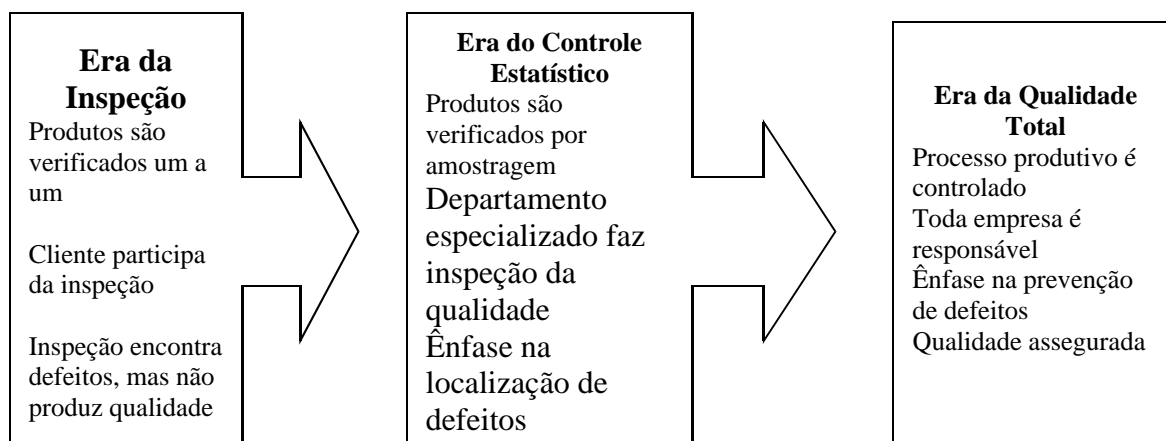 Era da
Inspeção
Produtos são
verificados um a
um
Cliente participa
da inspeção
Inspeção encontra
defeitos, mas não
produz qualidade
Era do Controle
Estatístico
Produtos são
verificados por
amostragem
Departamento
especializado faz
inspeção da
qualidade
Ênfase na
localização de
defeitos
Era da Qualidade
Total
Processo produtivo é
controlado
Toda empresa é
responsável
Ênfase na prevenção
de defeitos
Qualidade assegurada